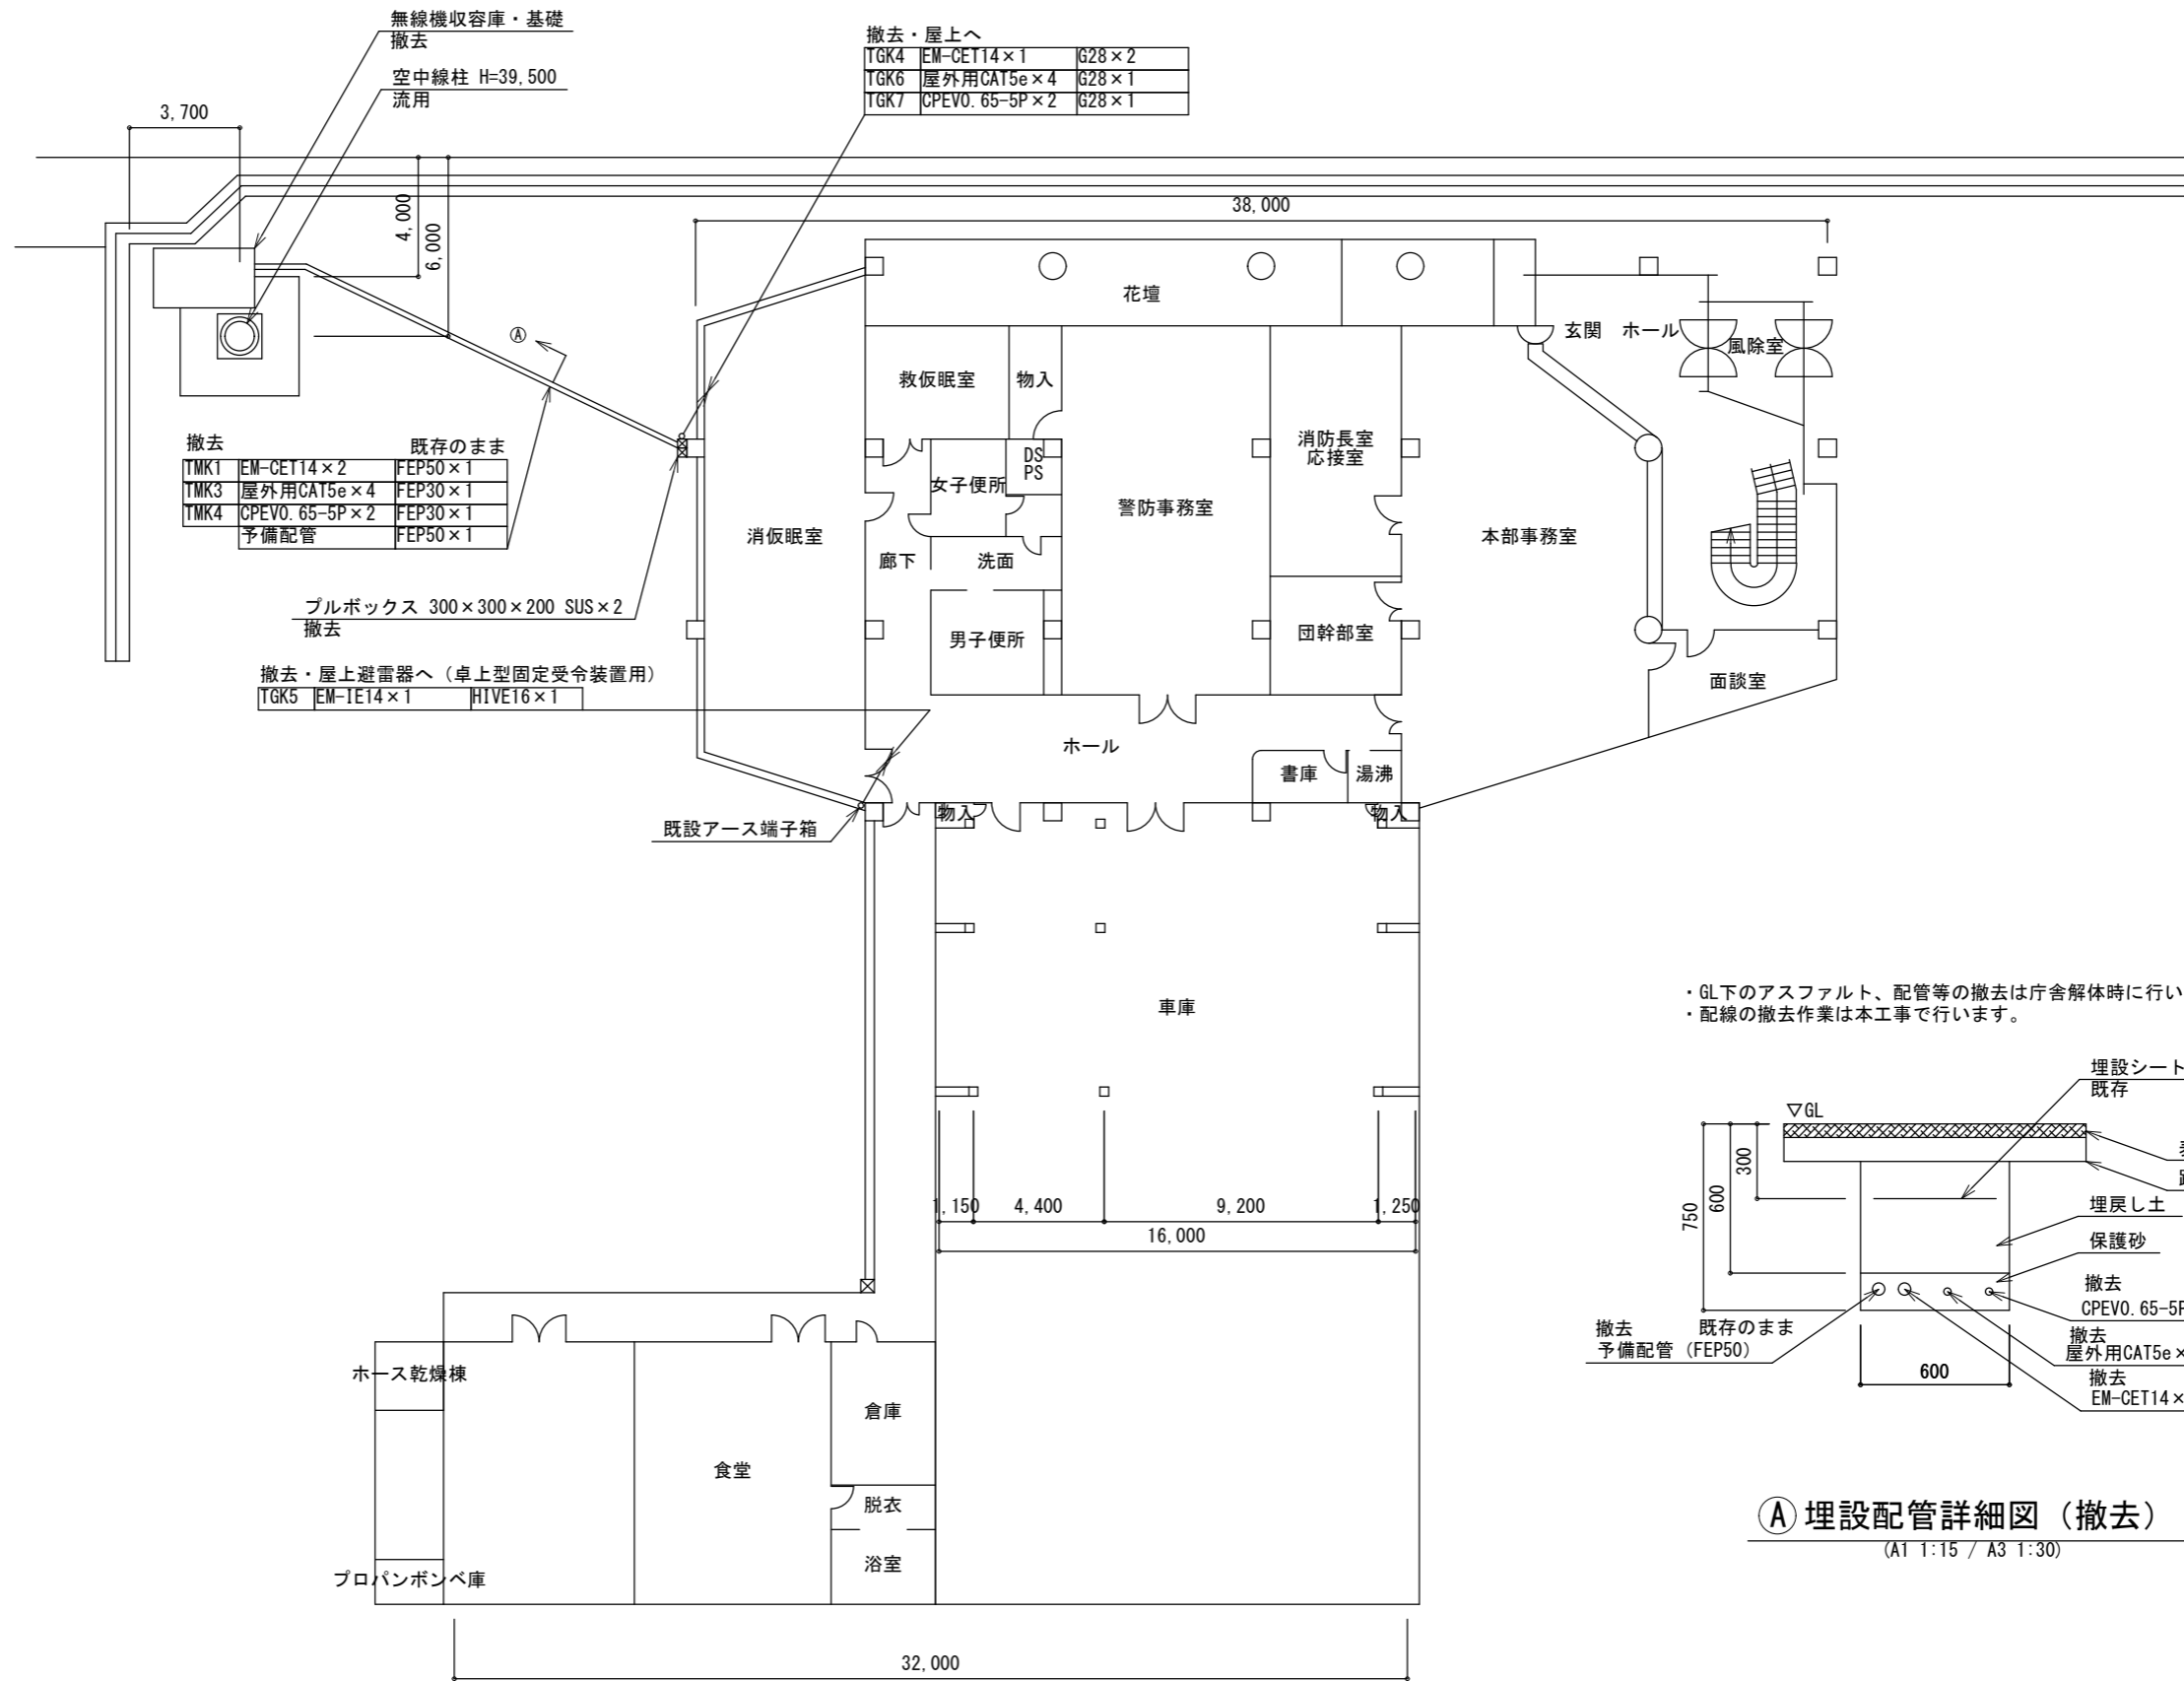 無線機収容庫・基礎
撤去
空中線柱 H=39,500
流用
撤去・屋上へ
TGK4 EM-CET14×1 G28×2
TGK6 屋外用CAT5e×4 G28×1
TGK7 CPEV0.65-5P×2 G28×1
3,700
4,000
6,000
38,000
花壇
玄関 ホール
風除室
Ⓐ
救仮眠室
物入
撤去 既存のまま
TMK1 EM-CET14×2 FEP50×1
TMK3 屋外用CAT5e×4 FEP30×1
TMK4 CPEV0.65-5P×2 FEP30×1
予備配管 FEP50×1
消防長室
応接室
DS
PS
女子便所
警防事務室
消仮眠室
本部事務室
廊下
洗面
プルボックス 300×300×200 SUS×2
撤去
男子便所
団幹部室
撤去・屋上避雷器へ（卓上型固定受令装置用）
TGK5 EM-IE14×1 HIVE16×1
面談室
ホール
書庫
湯沸
既設アース端子箱
物入
物入
車庫
・GL下のアスファルト、配管等の撤去は庁舎解体時に行い
・配線の撤去作業は本工事で行います。
埋設シート
既存
▽GL
300
600
750
埋戻し土
保護砂
撤去
CPEV0.65-5P
撤去
屋外用CAT5e×
撤去
EM-CET14×
撤去 既存のまま
予備配管（FEP50）
600
1,150
4,400
9,200
1,250
16,000
ホース乾燥棟
倉庫
食堂
脱衣
浴室
プロパンボンベ庫
Ⓐ 埋設配管詳細図（撤去）
(A1 1:15 / A3 1:30)
32,000